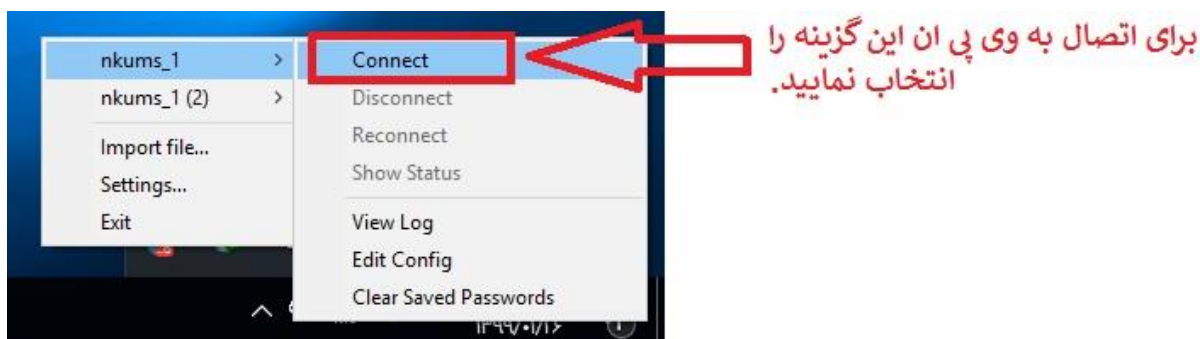 برای اتصال به وی پی ان این گزینه را
انتخاب نمایید.
nkums_1
nkums_1 (2)
Import file...
Settings...
Exit
Connect
Disconnect
Reconnect
Show Status
View Log
Edit Config
Clear Saved Passwords